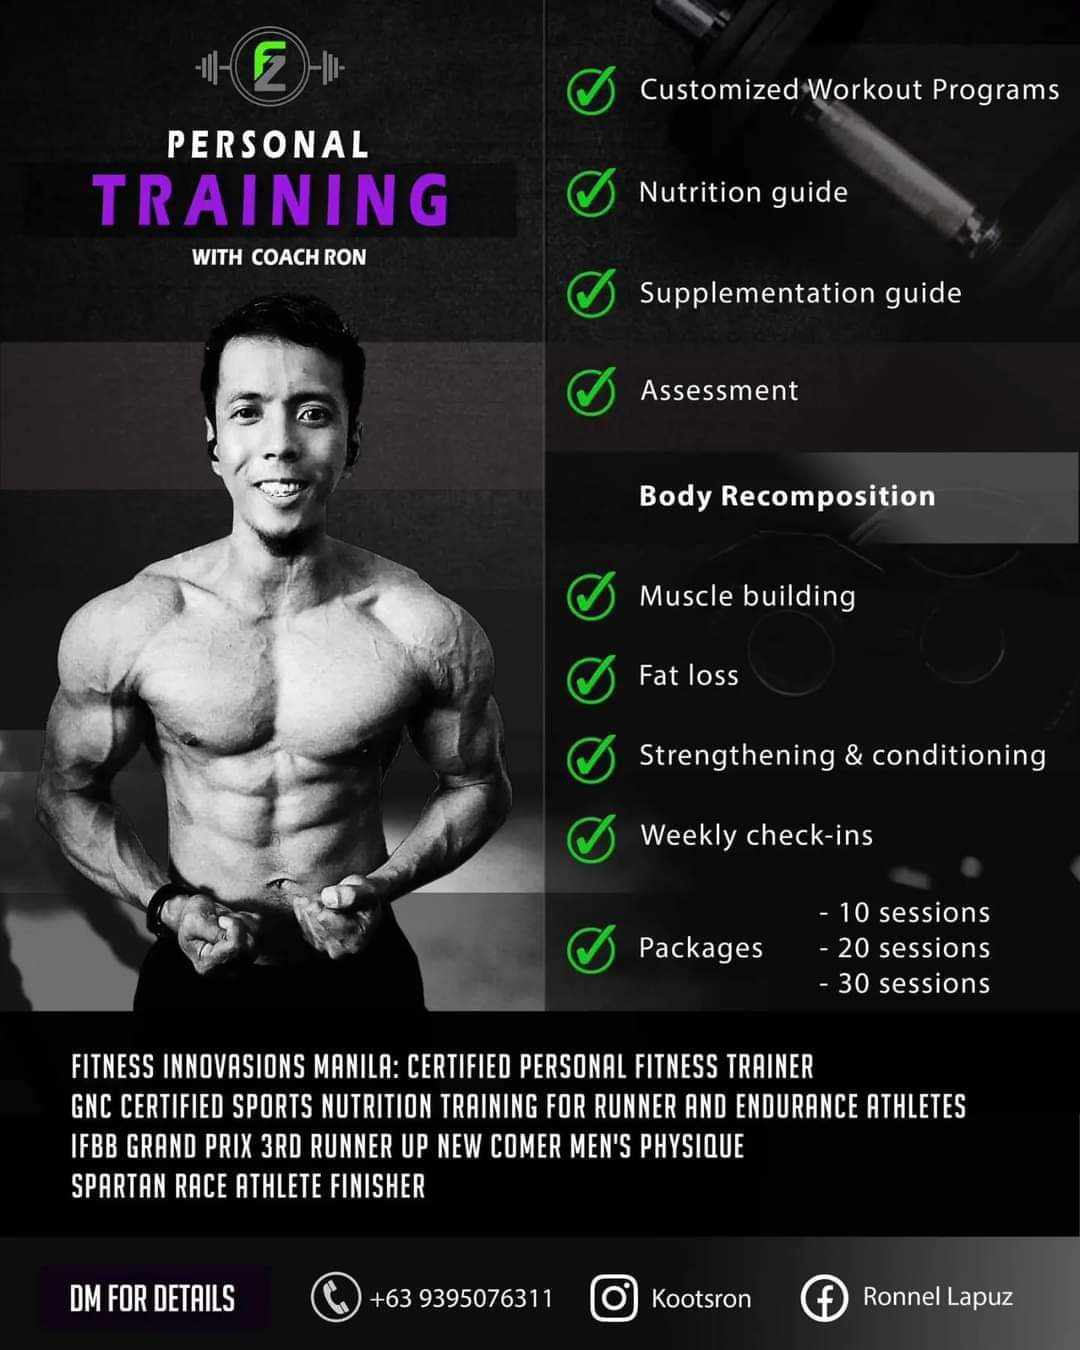 FZ
PERSONAL
TRAINING
WITH COACH RON
Customized Workout Programs
Nutrition guide
Supplementation guide
Assessment
Body Recomposition
Muscle building
Fat loss
Strengthening & conditioning
Weekly check-ins
Packages
- 10 sessions
- 20 sessions
- 30 sessions
FITNESS INNOVASIONS MANILA: CERTIFIED PERSONAL FITNESS TRAINER
GNC CERTIFIED SPORTS NUTRITION TRAINING FOR RUNNER AND ENDURANCE ATHLETES
IFBB GRAND PRIX 3RD RUNNER UP NEW COMER MEN'S PHYSIQUE
SPARTAN RACE ATHLETE FINISHER
DM FOR DETAILS
+63 9395076311
Kootsron
Ronnel Lapuz